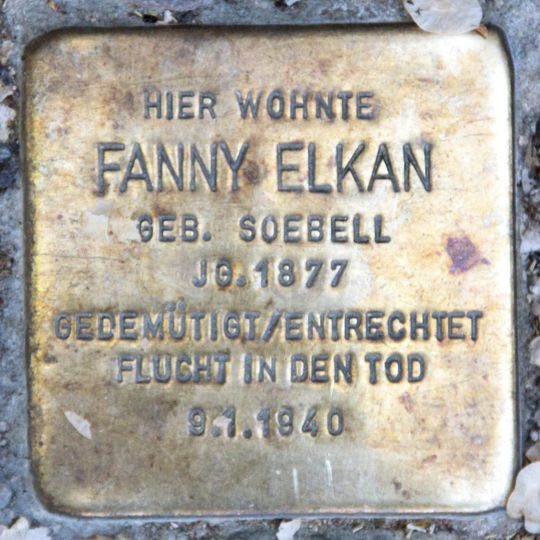 HIER WOHNTE
FANNY ELKAN
GEB. SOEBELL
JG. 1877
GEDEMÜTIGT/ENTRECHTET
FLUCHT IN DEN TOD
9.1.1940